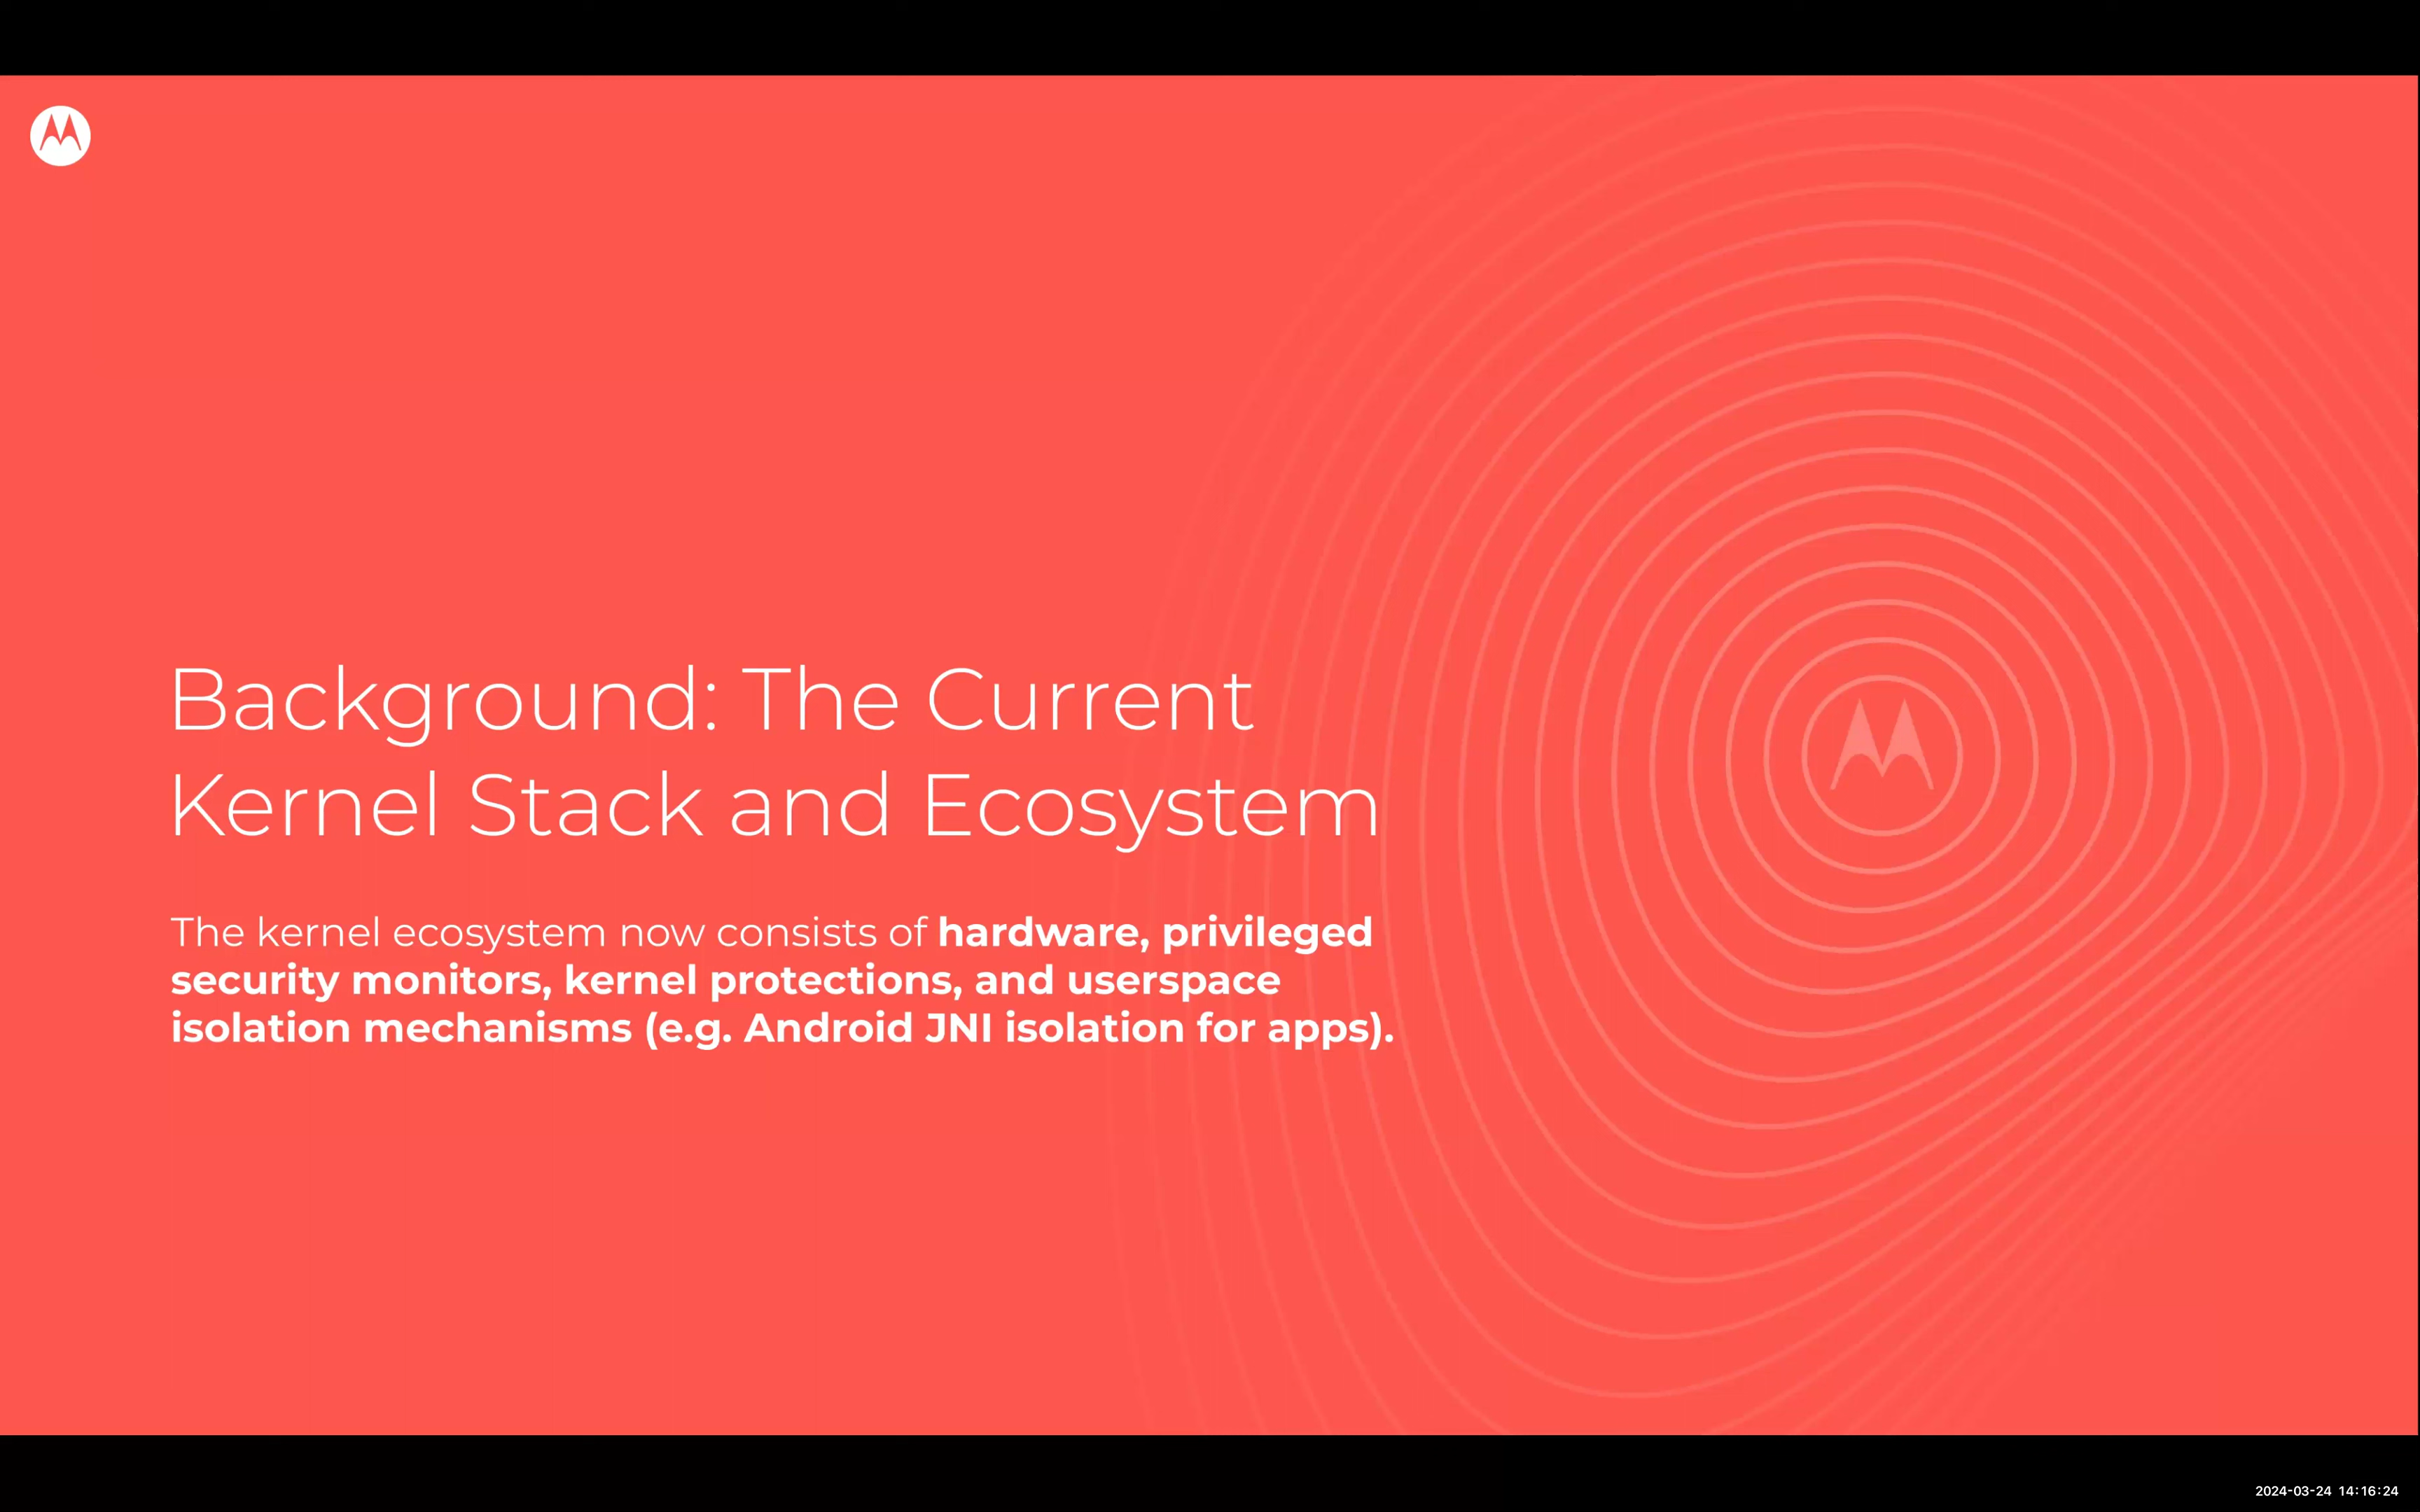 Background: The Current
Kernel Stack and Ecosystem
The kernel ecosystem now consists of hardware, privileged
security monitors, kernel protections, and userspace
isolation mechanisms (e.g. Android JNI isolation for apps).
2024-03-24 14:16:24